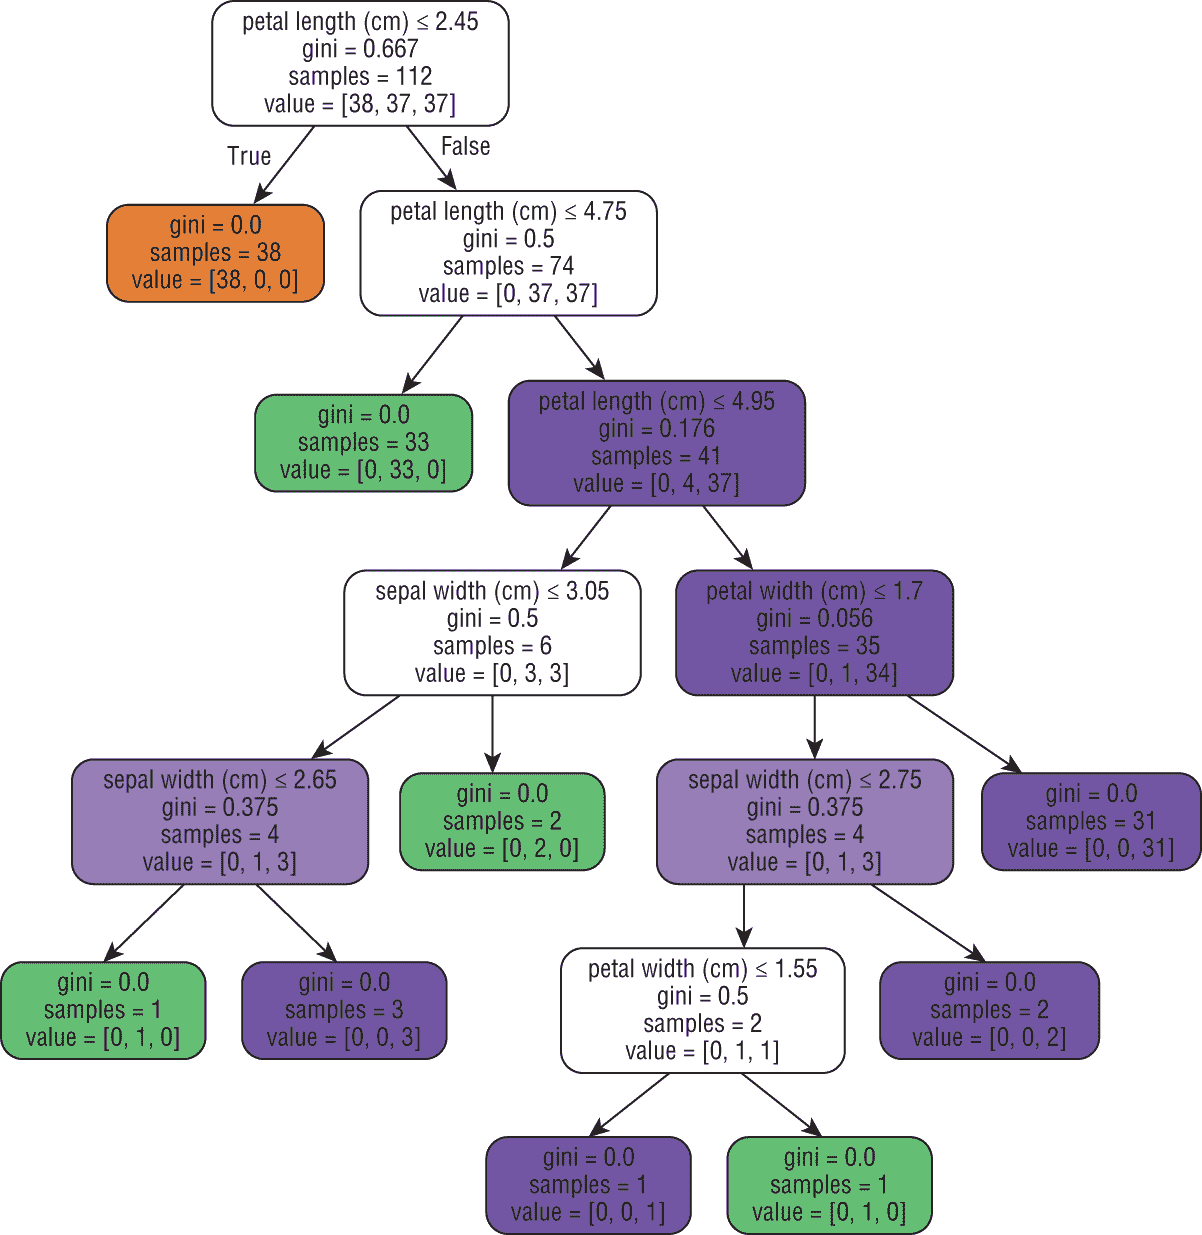 petal length (cm) ≤ 2.45
gini = 0.667
samples = 112
value = [38, 37, 37]
True
False
gini = 0.0
samples = 38
value = [38, 0, 0]
petal length (cm) ≤ 4.75
gini = 0.5
samples = 74
value = [0, 37, 37]
gini = 0.0
samples = 33
value = [0, 33, 0]
petal length (cm) ≤ 4.95
gini = 0.176
samples = 41
value = [0, 4, 37]
sepal width (cm) ≤ 3.05
gini = 0.5
samples = 6
value = [0, 3, 3]
petal width (cm) ≤ 1.7
gini = 0.056
samples = 35
value = [0, 1, 34]
sepal width (cm) ≤ 2.65
gini = 0.375
samples = 4
value = [0, 1, 3]
gini = 0.0
samples = 2
value = [0, 2, 0]
sepal width (cm) ≤ 2.75
gini = 0.375
samples = 4
value = [0, 1, 3]
gini = 0.0
samples = 31
value = [0, 0, 31]
gini = 0.0
samples = 1
value = [0, 1, 0]
gini = 0.0
samples = 3
value = [0, 0, 3]
petal width (cm) ≤ 1.55
gini = 0.5
samples = 2
value = [0, 1, 1]
gini = 0.0
samples = 2
value = [0, 0, 2]
gini = 0.0
samples = 1
value = [0, 0, 1]
gini = 0.0
samples = 1
value = [0, 1, 0]